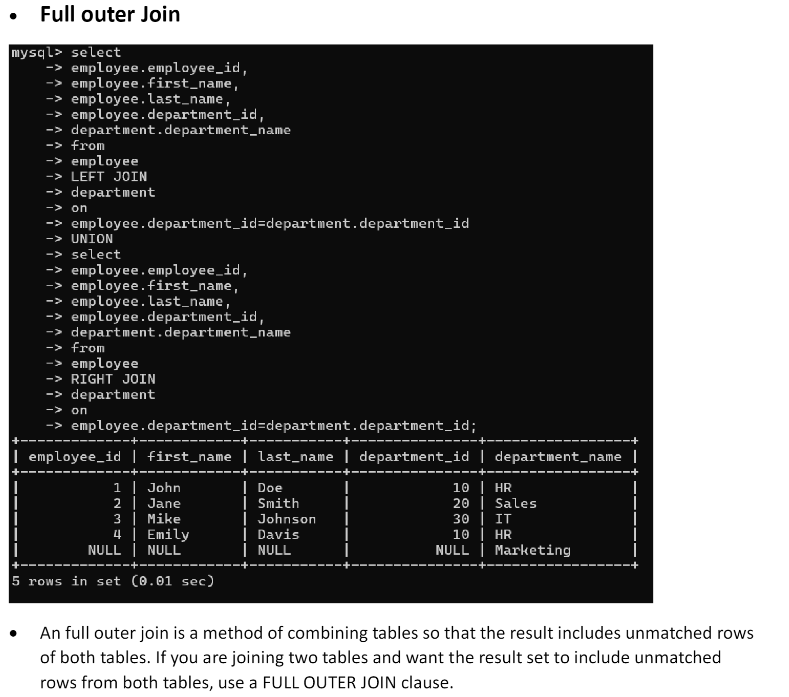 • Full outer Join
mysql> select
    -> employee.employee_id,
    -> employee.first_name,
    -> employee.last_name,
    -> employee.department_id,
    -> department.department_name
    -> from
    -> employee
    -> LEFT JOIN
    -> department
    -> on
    -> employee.department_id=department.department_id
    -> UNION
    -> select
    -> employee.employee_id,
    -> employee.first_name,
    -> employee.last_name,
    -> employee.department_id,
    -> department.department_name
    -> from
    -> employee
    -> RIGHT JOIN
    -> department
    -> on
    -> employee.department_id=department.department_id;
+-------------+------------+-----------+---------------+-----------------+
| employee_id | first_name | last_name | department_id | department_name |
+-------------+------------+-----------+---------------+-----------------+
|           1 | John       | Doe       |            10 | HR              |
|           2 | Jane       | Smith     |            20 | Sales           |
|           3 | Mike       | Johnson   |            30 | IT              |
|           4 | Emily      | Davis     |            10 | HR              |
|        NULL | NULL       | NULL      |          NULL | Marketing       |
+-------------+------------+-----------+---------------+-----------------+
5 rows in set (0.01 sec)
• An full outer join is a method of combining tables so that the result includes unmatched rows
of both tables. If you are joining two tables and want the result set to include unmatched
rows from both tables, use a FULL OUTER JOIN clause.